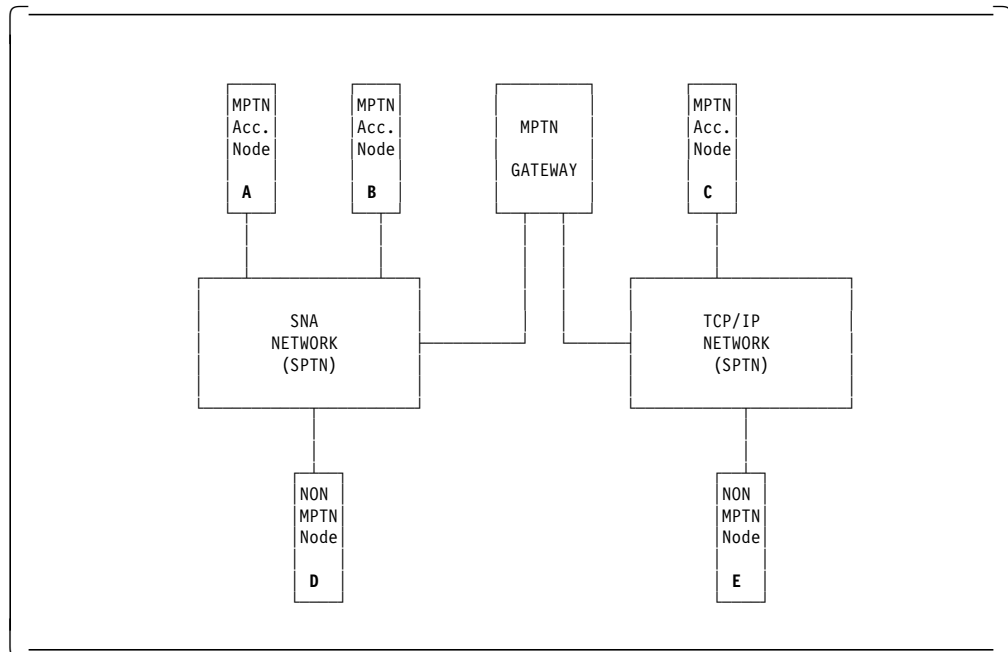 MPTN
Acc.
Node
A
MPTN
Acc.
Node
B
MPTN
GATEWAY
MPTN
Acc.
Node
C
SNA
NETWORK
(SPTN)
TCP/IP
NETWORK
(SPTN)
NON
MPTN
Node
D
NON
MPTN
Node
E